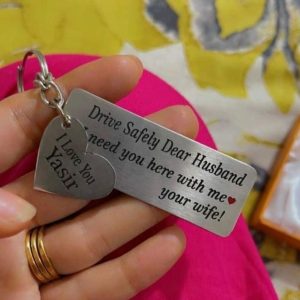 Drive Safely Dear Husband
need you here with me♥
your wife!
I Love You
Yasir